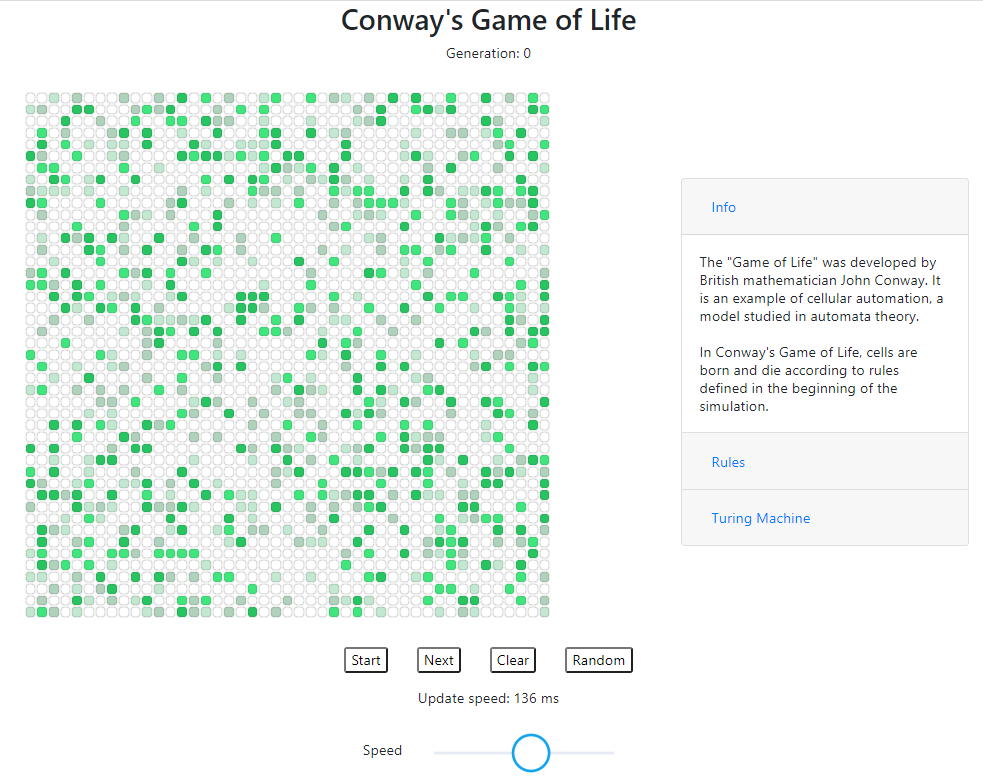 Conway's Game of Life
Generation: 0
Info
The "Game of Life" was developed by
British mathematician John Conway. It
is an example of cellular automation, a
model studied in automata theory.
In Conway's Game of Life, cells are
born and die according to rules
defined in the beginning of the
simulation.
Rules
Turing Machine
Start Next Clear Random
Update speed: 136 ms
Speed